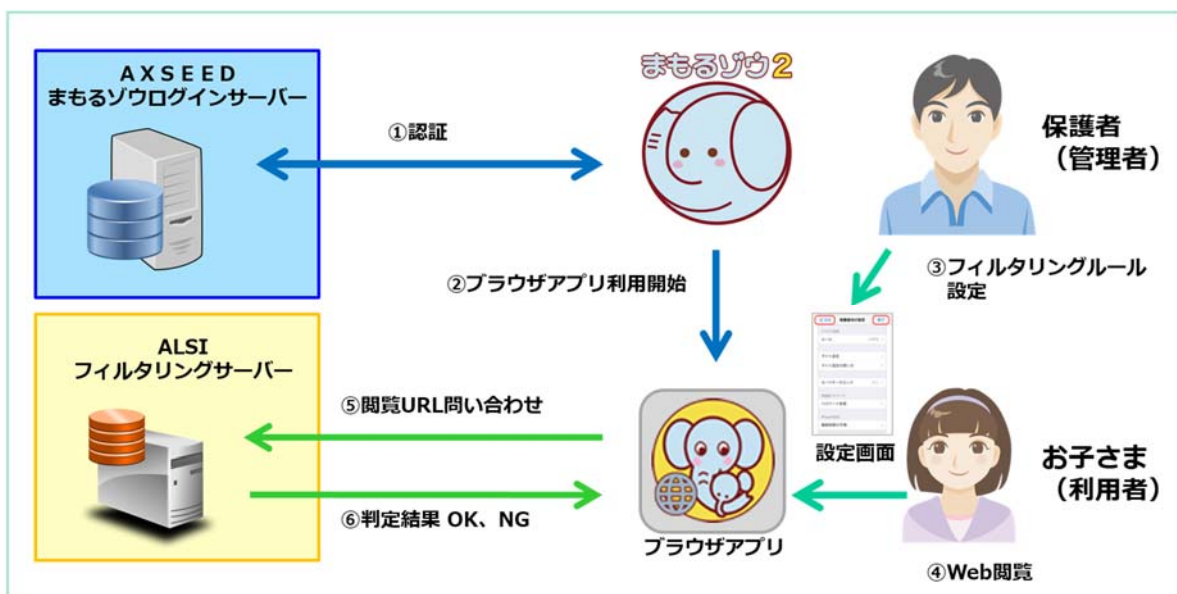 AXSEED
まもるゾウログインサーバー
①認証
まもるゾウ2
保護者
（管理者）
②ブラウザアプリ利用開始
③フィルタリングルール
設定
ALSI
フィルタリングサーバー
⑤閲覧URL問い合わせ
⑥判定結果 OK、NG
設定画面
ブラウザアプリ
お子さま
（利用者）
④Web閲覧